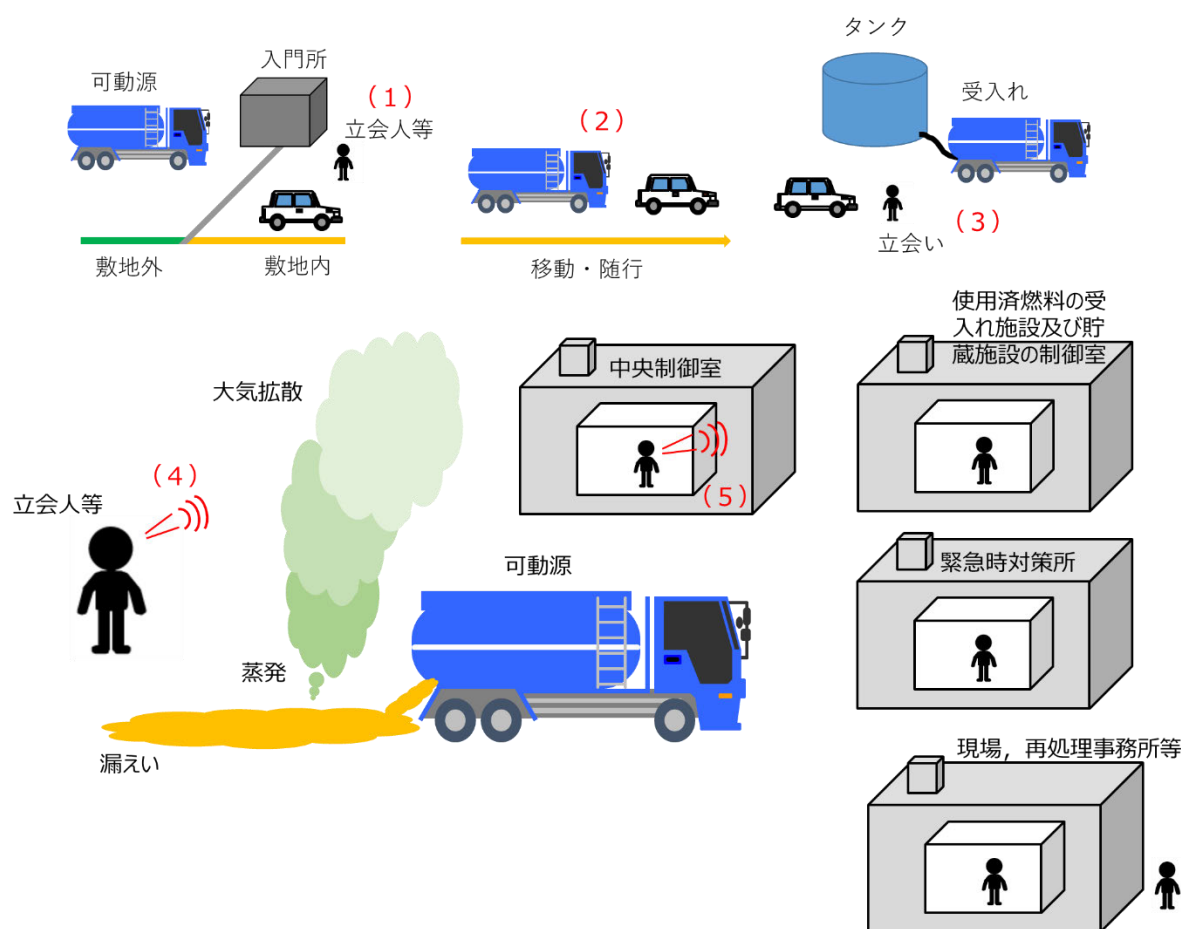 可動源
入門所
(1)
立会人等
敷地外
敷地内
(2)
移動・随行
タンク
受入れ
(3)
立会い
大気拡散
(4)
立会人等
蒸発
漏えい
可動源
中央制御室
(5)
使用済燃料の受
入れ施設及び貯
蔵施設の制御室
緊急時対策所
現場，再処理事務所等